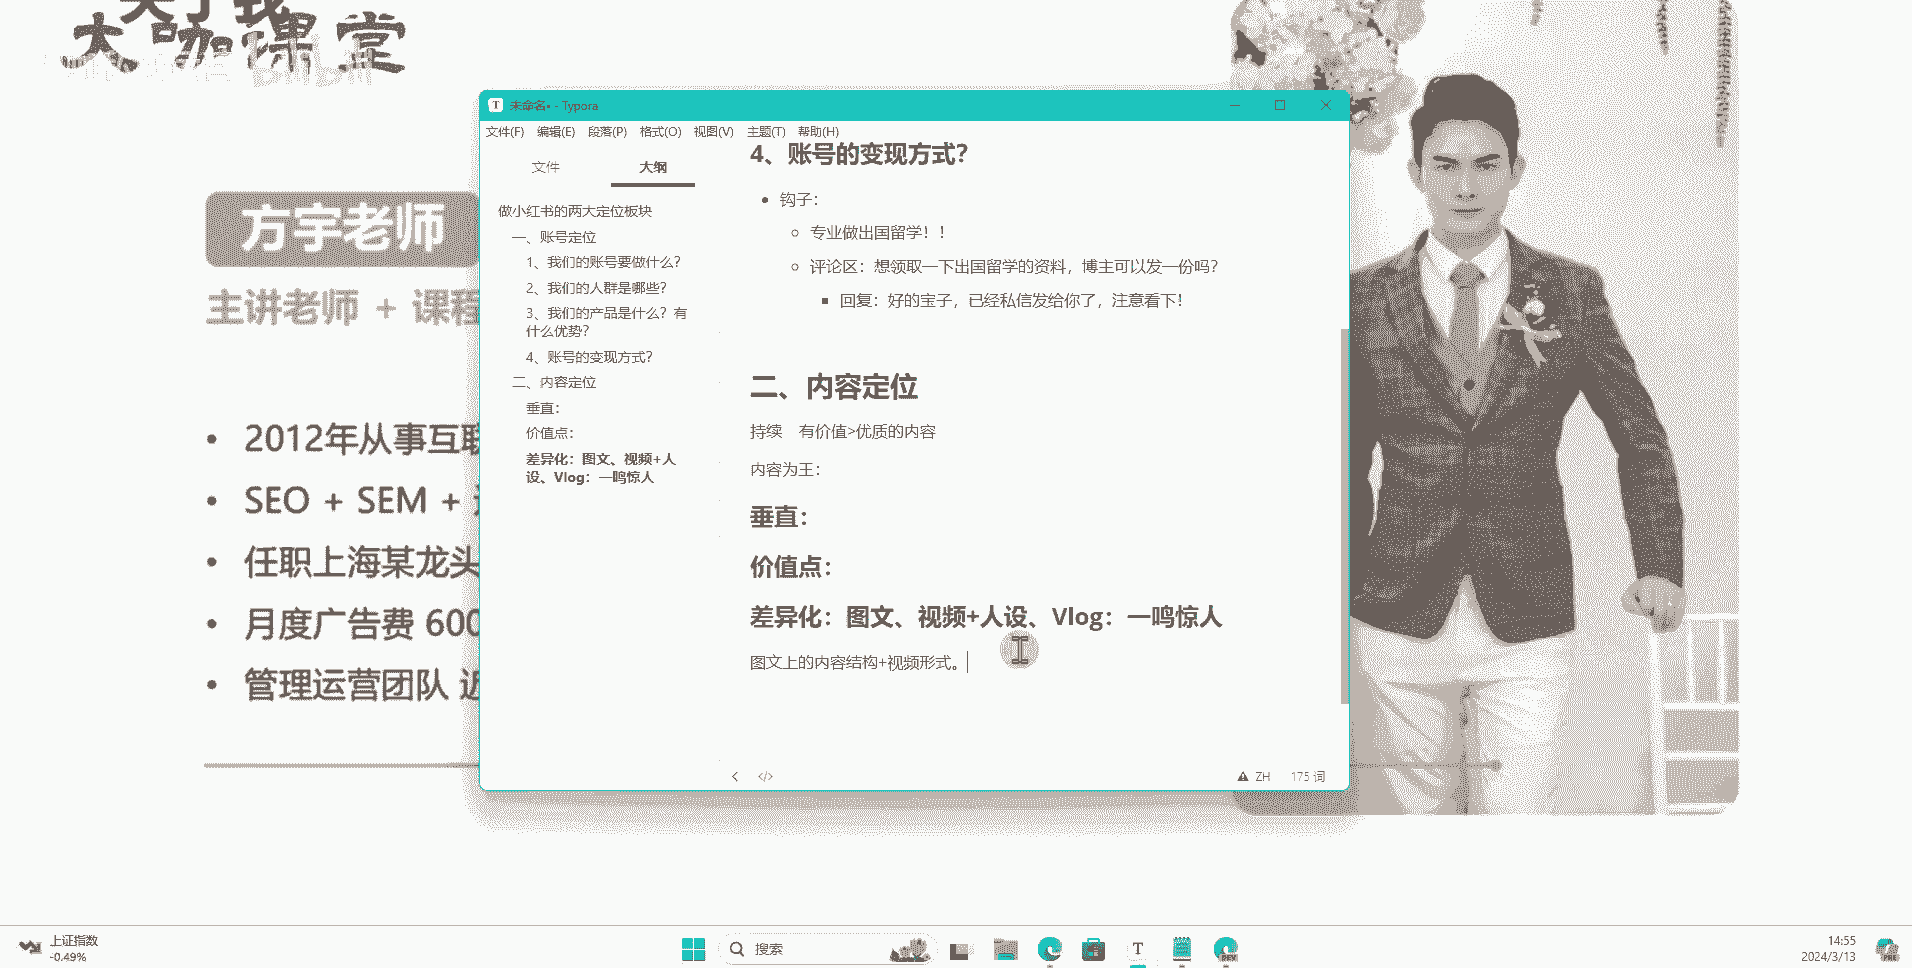 大咖课堂
方宇老师
主讲老师 + 课程
• 2012年从事互联
• SEO + SEM +
• 任职上海某龙头
• 月度广告费 600
• 管理运营团队 近
未命名• - Typora
文件(F) 编辑(E) 段落(P) 格式(O) 视图(V) 主题(T) 帮助(H)
文件 大纲
做小红书的两大定位板块
一、账号定位
1、我们的账号要做什么?
2、我们的人群是哪些?
3、我们的产品是什么? 有
什么优势?
4、账号的变现方式?
二、内容定位
垂直:
价值点:
差异化: 图文、视频+人
设、Vlog: 一鸣惊人
4、账号的变现方式?
• 钩子:
专业做出国留学! !
评论区: 想领取一下出国留学的资料, 博主可以发一份吗?
回复: 好的宝子, 已经私信发给你了, 注意看下!
二、内容定位
持续 有价值>优质的内容
内容为王:
垂直:
价值点:
差异化: 图文、视频+人设、Vlog: 一鸣惊人
图文上的内容结构+视频形式。
</> ZH 175 词
上证指数
-0.49%
搜索
14:55
2024/3/13